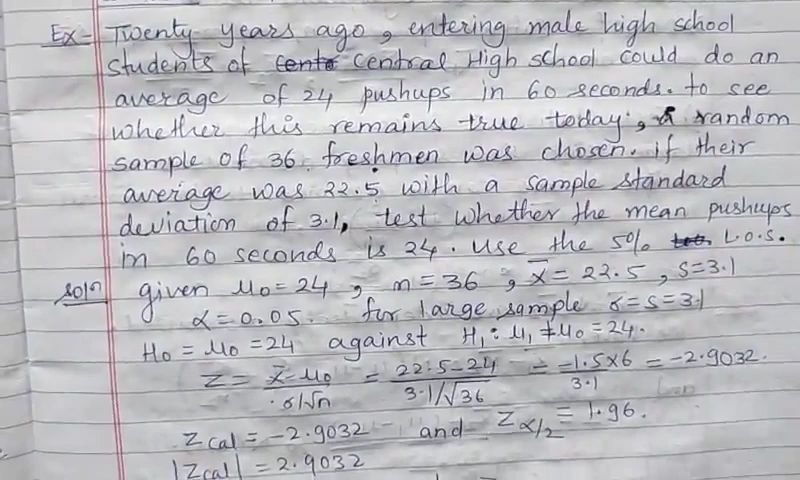 Ex- Twenty years ago, entering male high school
students of central High school could do an
average of 24 pushups in 60 seconds. to see
whether this remains true today, a random
sample of 36 freshmen was chosen. if their
average was 22.5 with a sample standard
deviation of 3.1, test whether the mean pushups
in 60 seconds is 24. use the 5% L.O.S.
Soln given μ0 = 24, n = 36, x̄ = 22.5, s = 3.1
α = 0.05. for large sample σ = s = 3.1
H0 = μ0 = 24 against H1 : μ1 ≠ μ0 = 24.
Z = x̄ - μ0 / σ/√n = 22.5 - 24 / 3.1/√36 = -1.5 × 6 / 3.1 = -2.9032.
Zcal = -2.9032 and Zα/2 = 1.96.
|Zcal| = 2.9032